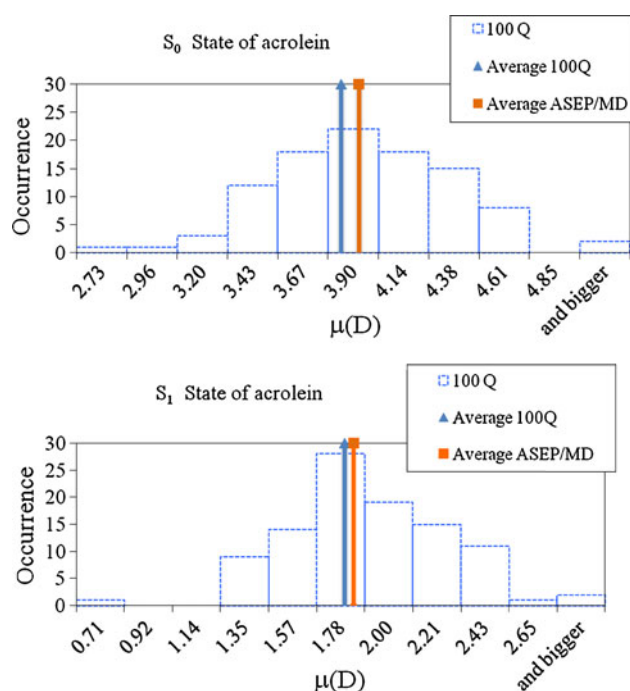 S₀ State of acrolein
100 Q
Average 100Q
Average ASEP/MD
Occurrence
30
25
20
15
10
5
0
2.73 2.96 3.20 3.43 3.67 3.90 4.14 4.38 4.61 4.85 and bigger
μ(D)
S₁ State of acrolein
100 Q
Average 100Q
Average ASEP/MD
Occurrence
30
25
20
15
10
5
0
0.71 0.92 1.14 1.35 1.57 1.78 2.00 2.21 2.43 2.65 and bigger
μ(D)